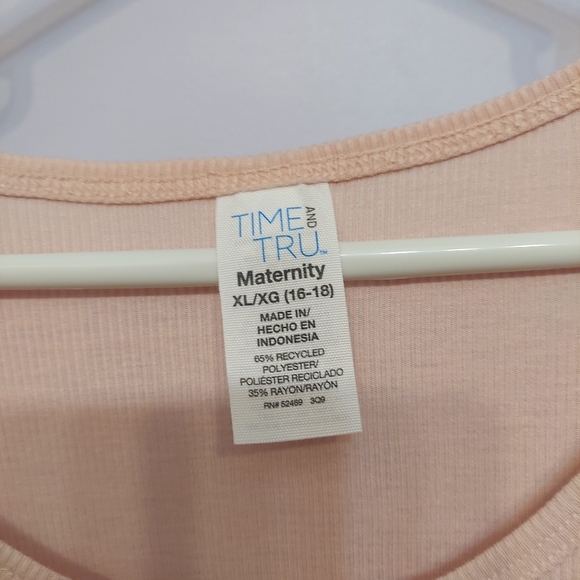 TIME AND
TRU™
Maternity
XL/XG (16-18)
MADE IN/
HECHO EN
INDONESIA
65% RECYCLED
POLYESTER/
POLIÉSTER RECICLADO
35% RAYON/RAYÓN
RN# 52469 3Q9